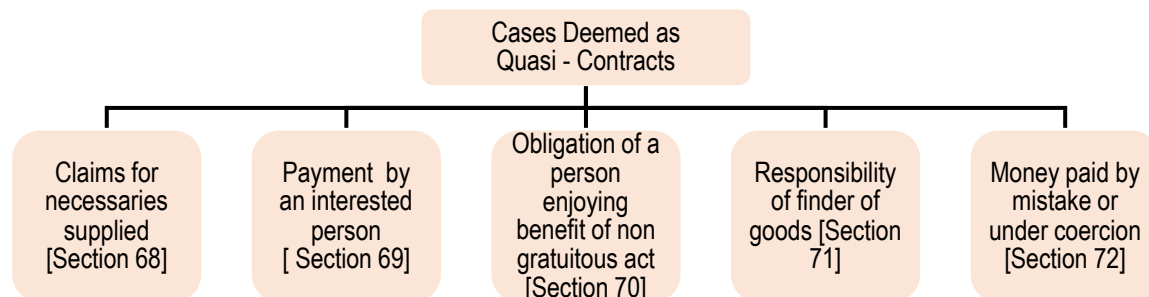 Cases Deemed as
Quasi - Contracts
Claims for
necessaries
supplied
[Section 68]
Payment by
an interested
person
[ Section 69]
Obligation of a
person
enjoying
benefit of non
gratuitous act
[Section 70]
Responsibility
of finder of
goods [Section
71]
Money paid by
mistake or
under coercion
[Section 72]